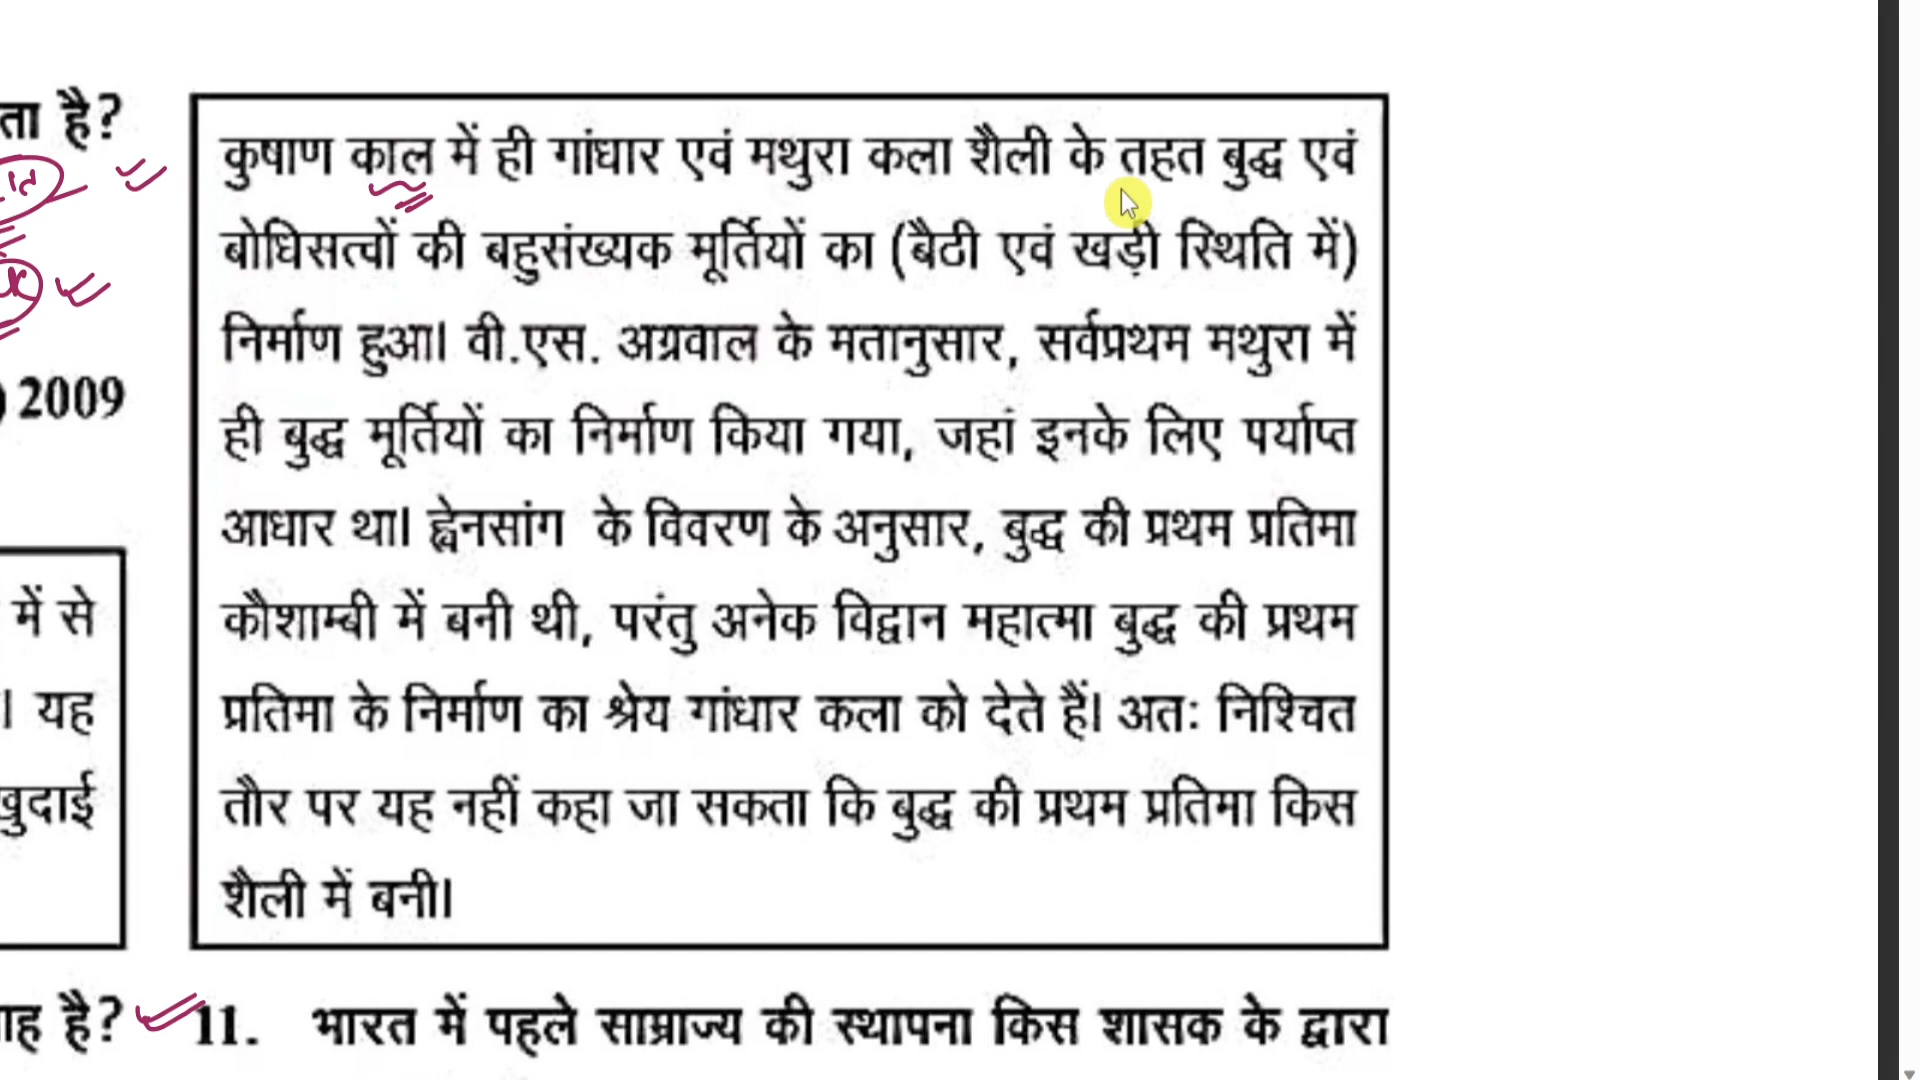 ता है?
2009
में से
। यह
खुदाई
है?
कुषाण काल में ही गांधार एवं मथुरा कला शैली के तहत बुद्ध एवं
बोधिसत्वों की बहुसंख्यक मूर्तियों का (बैठी एवं खड़ी स्थिति में)
निर्माण हुआ। वी.एस. अग्रवाल के मतानुसार, सर्वप्रथम मथुरा में
ही बुद्ध मूर्तियों का निर्माण किया गया, जहां इनके लिए पर्याप्त
आधार था। ह्वेनसांग के विवरण के अनुसार, बुद्ध की प्रथम प्रतिमा
कौशाम्बी में बनी थी, परंतु अनेक विद्वान महात्मा बुद्ध की प्रथम
प्रतिमा के निर्माण का श्रेय गांधार कला को देते हैं। अतः निश्चित
तौर पर यह नहीं कहा जा सकता कि बुद्ध की प्रथम प्रतिमा किस
शैली में बनी।
11. भारत में पहले साम्राज्य की स्थापना किस शासक के द्वारा